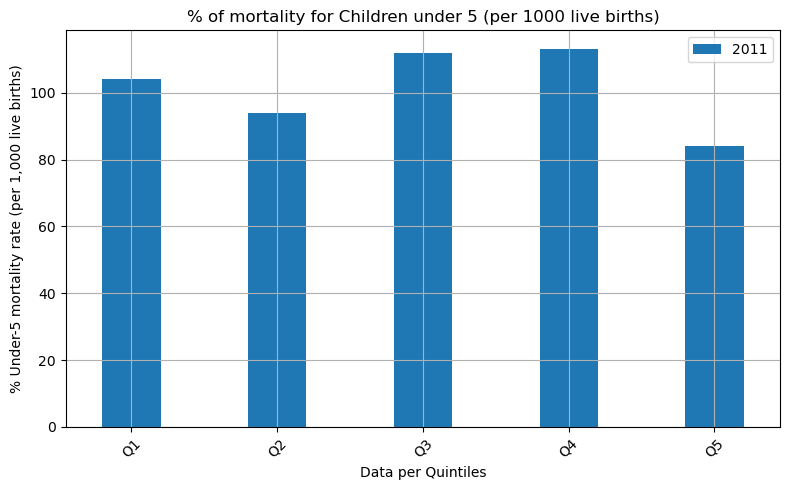 % of mortality for Children under 5 (per 1000 live births)
2011
% Under-5 mortality rate (per 1,000 live births)
100
80
60
40
20
0
Q1
Q2
Q3
Q4
Q5
Data per Quintiles